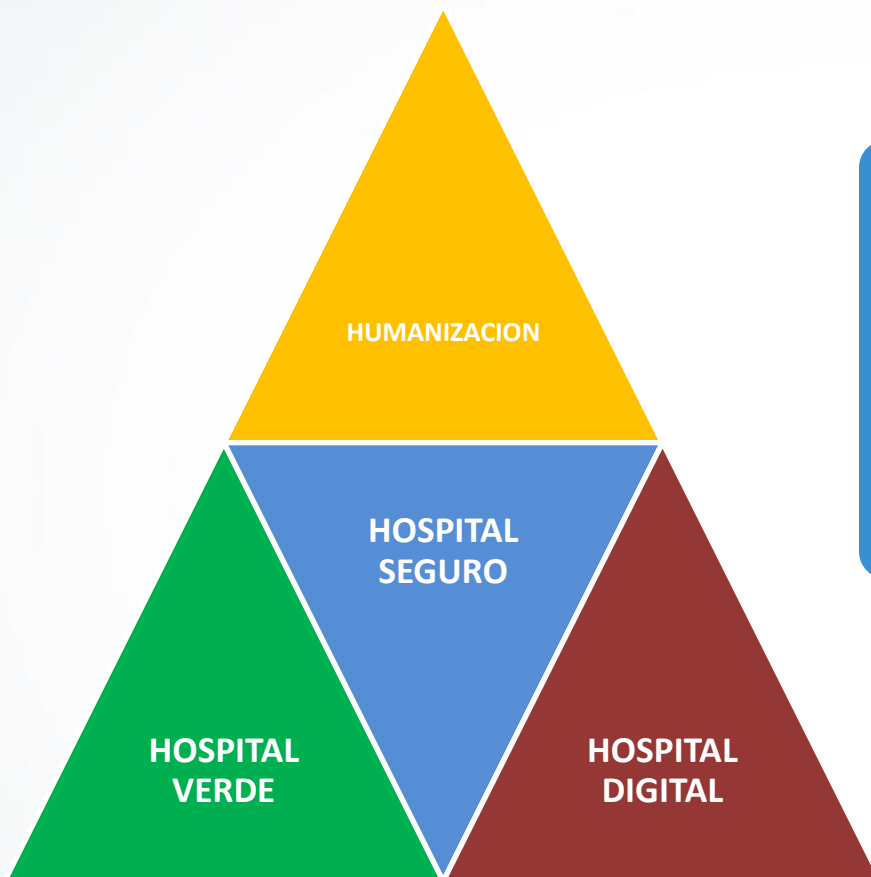 HUMANIZACION
HOSPITAL
SEGURO
HOSPITAL
VERDE
HOSPITAL
DIGITAL